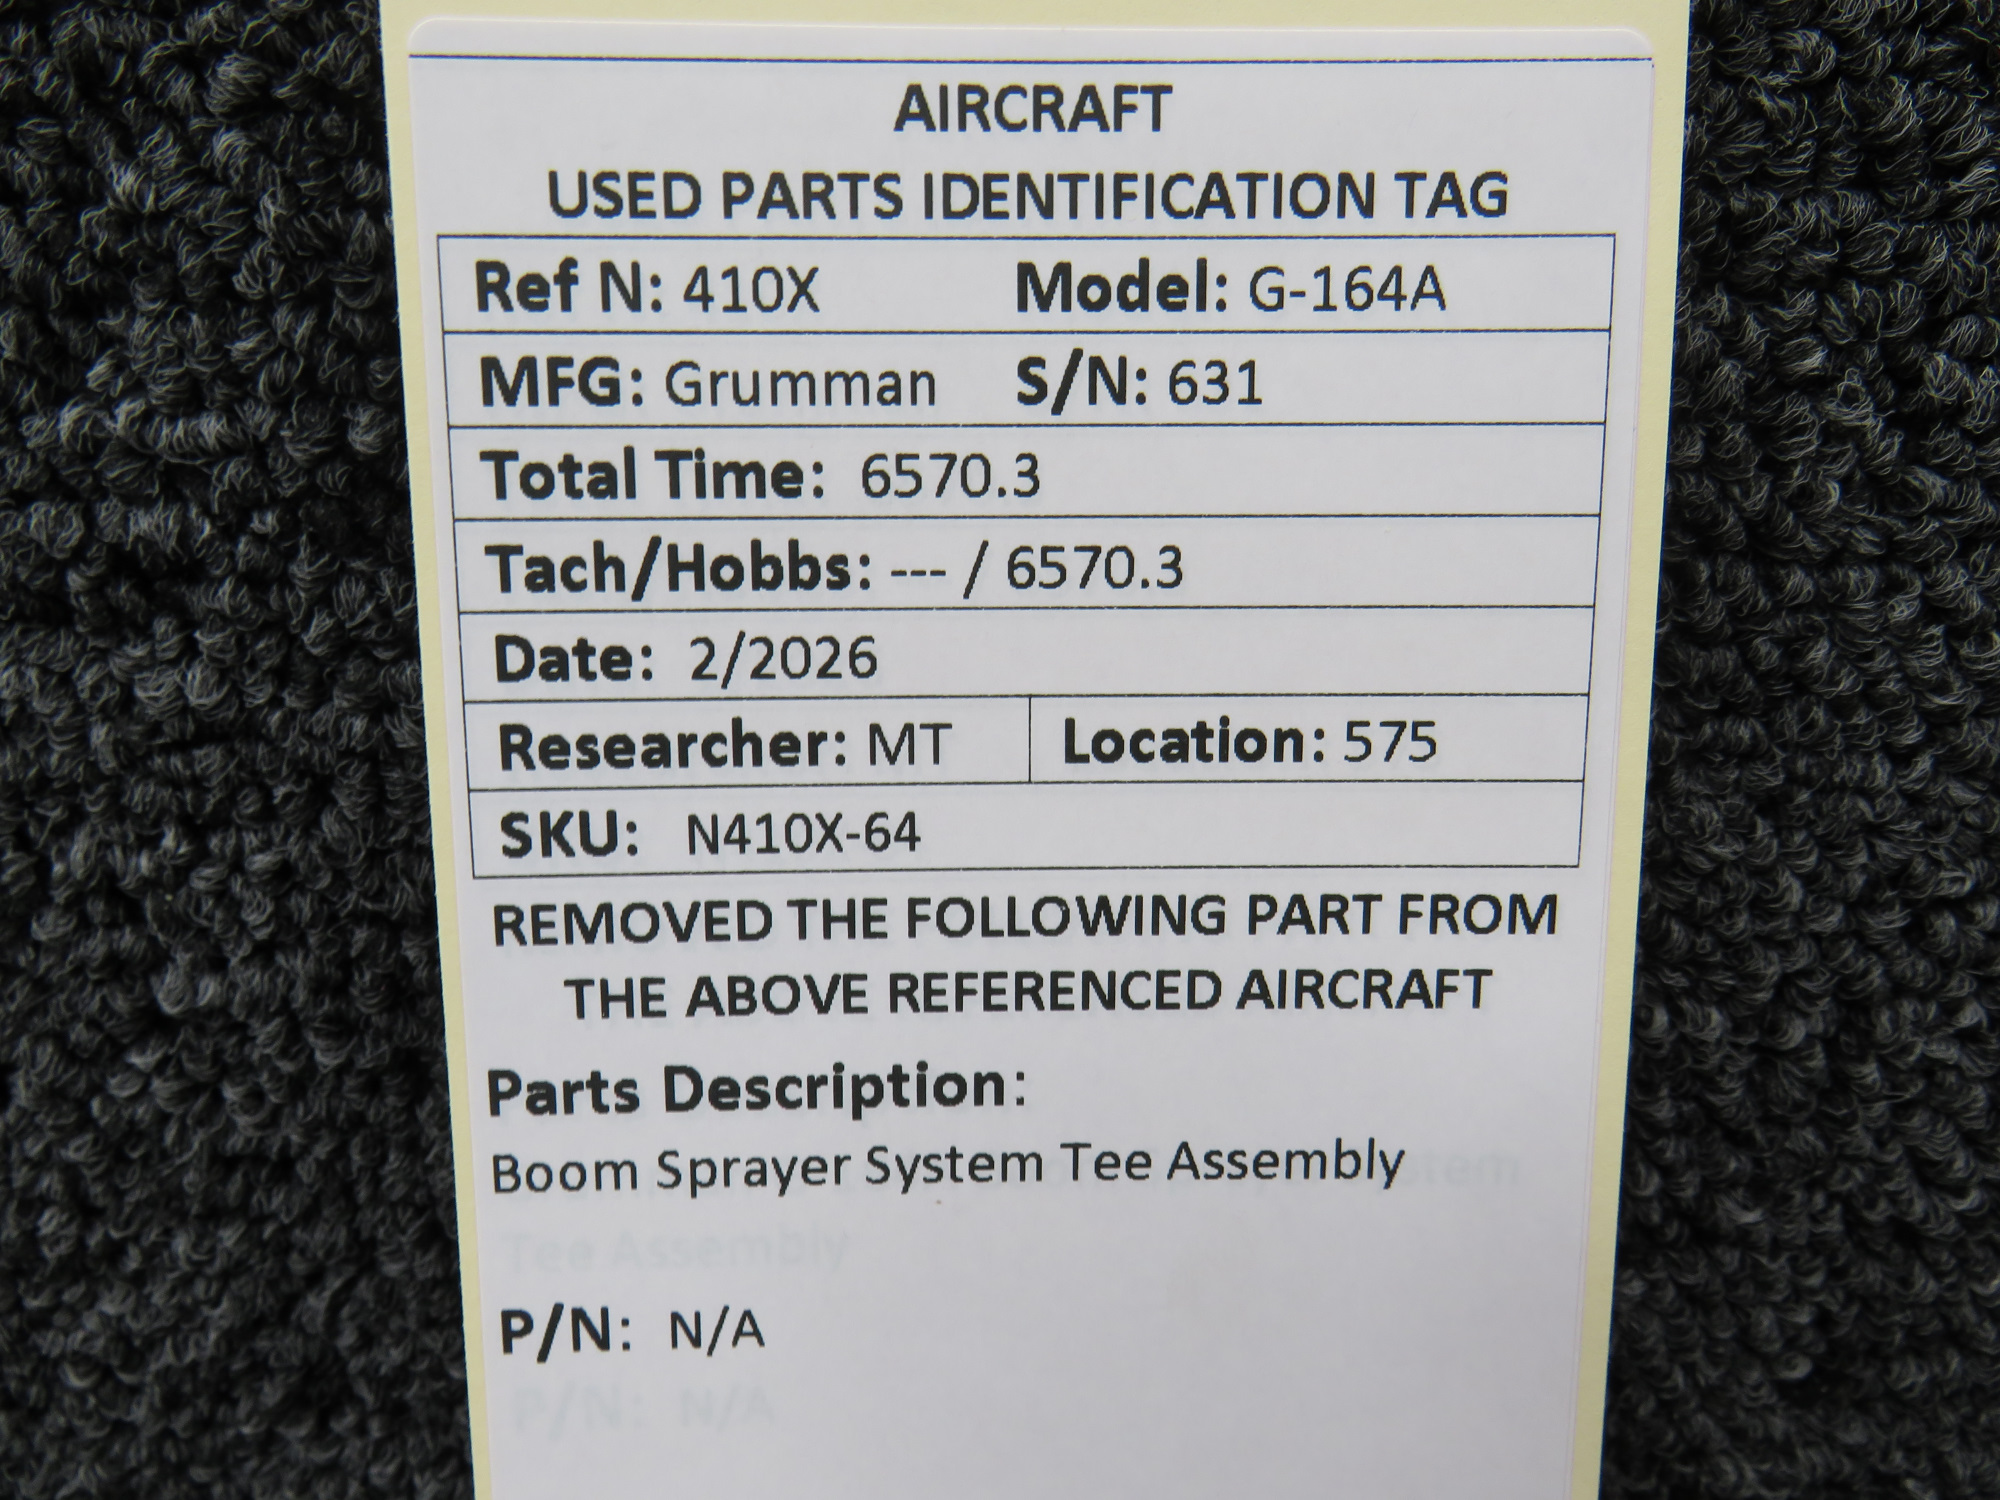 AIRCRAFT
USED PARTS IDENTIFICATION TAG
Ref N: 410X Model: G-164A
MFG: Grumman S/N: 631
Total Time: 6570.3
Tach/Hobbs: --- / 6570.3
Date: 2/2026
Researcher: MT Location: 575
SKU: N410X-64
REMOVED THE FOLLOWING PART FROM
THE ABOVE REFERENCED AIRCRAFT
Parts Description:
Boom Sprayer System Tee Assembly
Tee Assembly
P/N: N/A
P/N: N/A